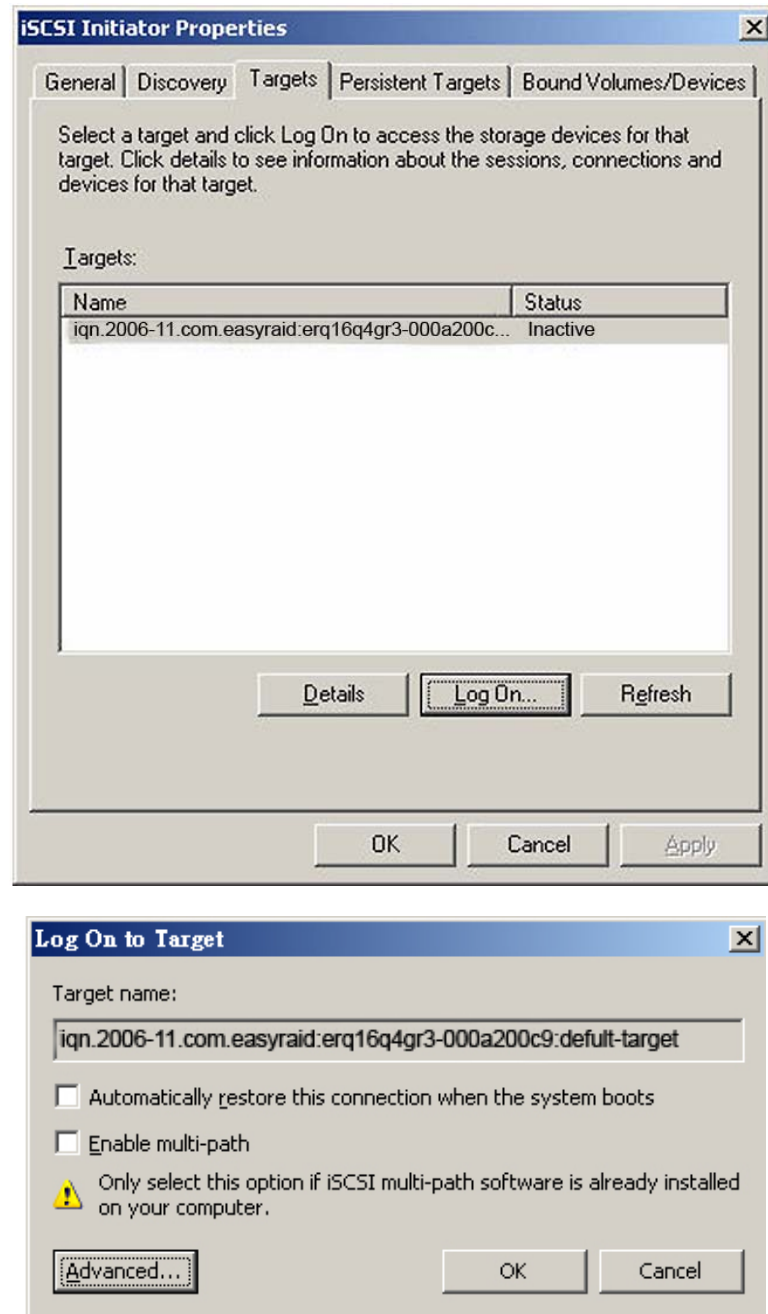 iSCSI Initiator Properties
General Discovery Targets Persistent Targets Bound Volumes/Devices
Select a target and click Log On to access the storage devices for that
target. Click details to see information about the sessions, connections and
devices for that target.
Targets:
Name Status
iqn.2006-11.com.easyraid:erq16q4gr3-000a200c... Inactive
Details Log On... Refresh
OK Cancel Apply
Log On to Target
Target name:
iqn.2006-11.com.easyraid:erq16q4gr3-000a200c9:defult-target
Automatically restore this connection when the system boots
Enable multi-path
Only select this option if iSCSI multi-path software is already installed
on your computer.
Advanced... OK Cancel